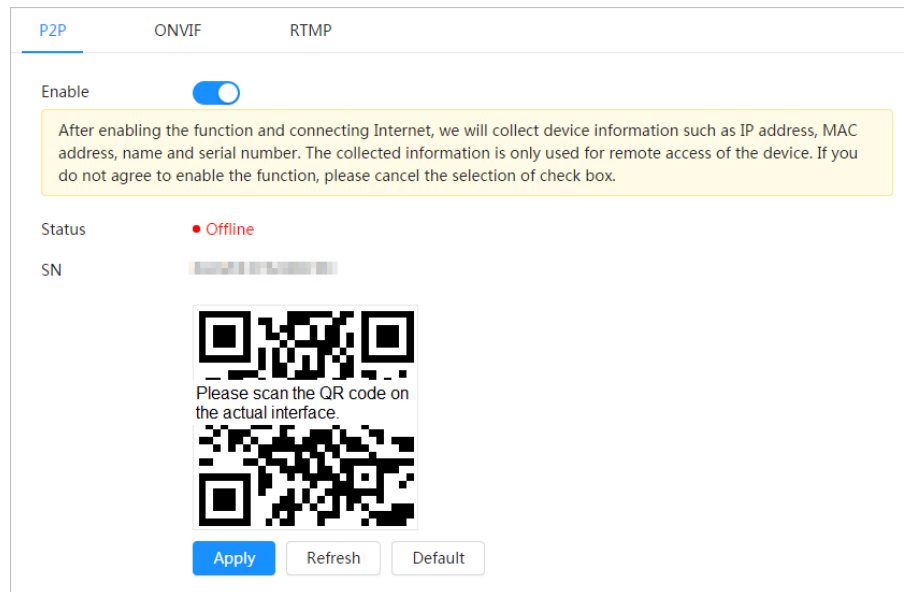 P2P ONVIF RTMP
Enable
After enabling the function and connecting Internet, we will collect device information such as IP address, MAC
address, name and serial number. The collected information is only used for remote access of the device. If you
do not agree to enable the function, please cancel the selection of check box.
Status Offline
SN
Please scan the QR code on
the actual interface.
Apply Refresh Default